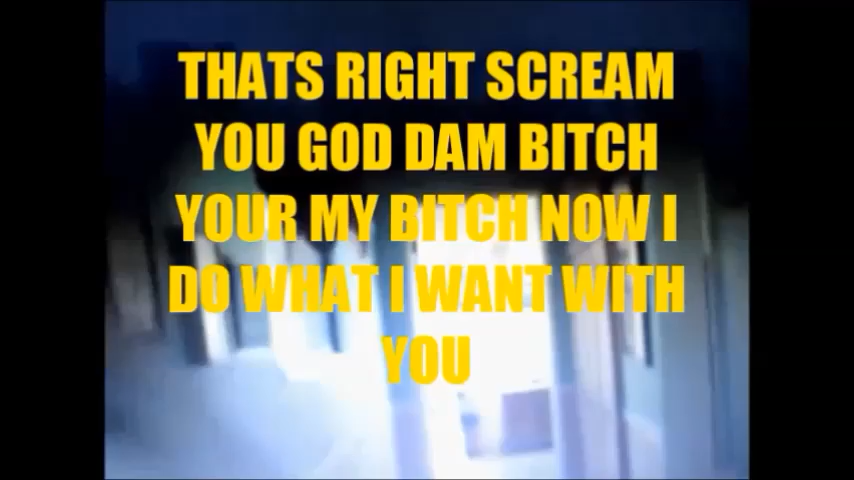 THATS RIGHT SCREAM
YOU GOD DAM BITCH
YOUR MY BITCH NOW I
DO WHAT I WANT WITH
YOU